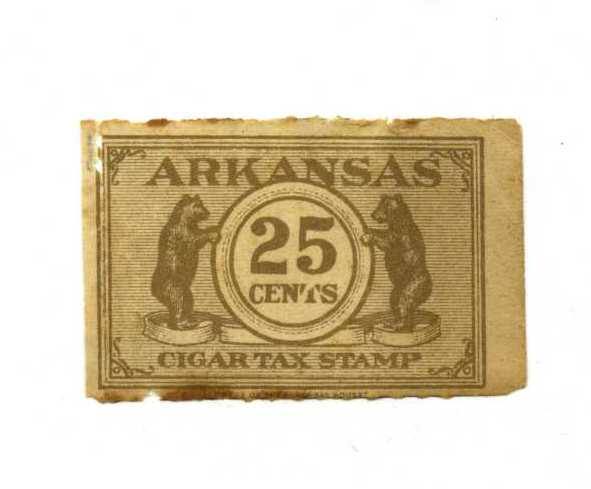 ARKANSAS
25
CENTS
CIGAR TAX STAMP